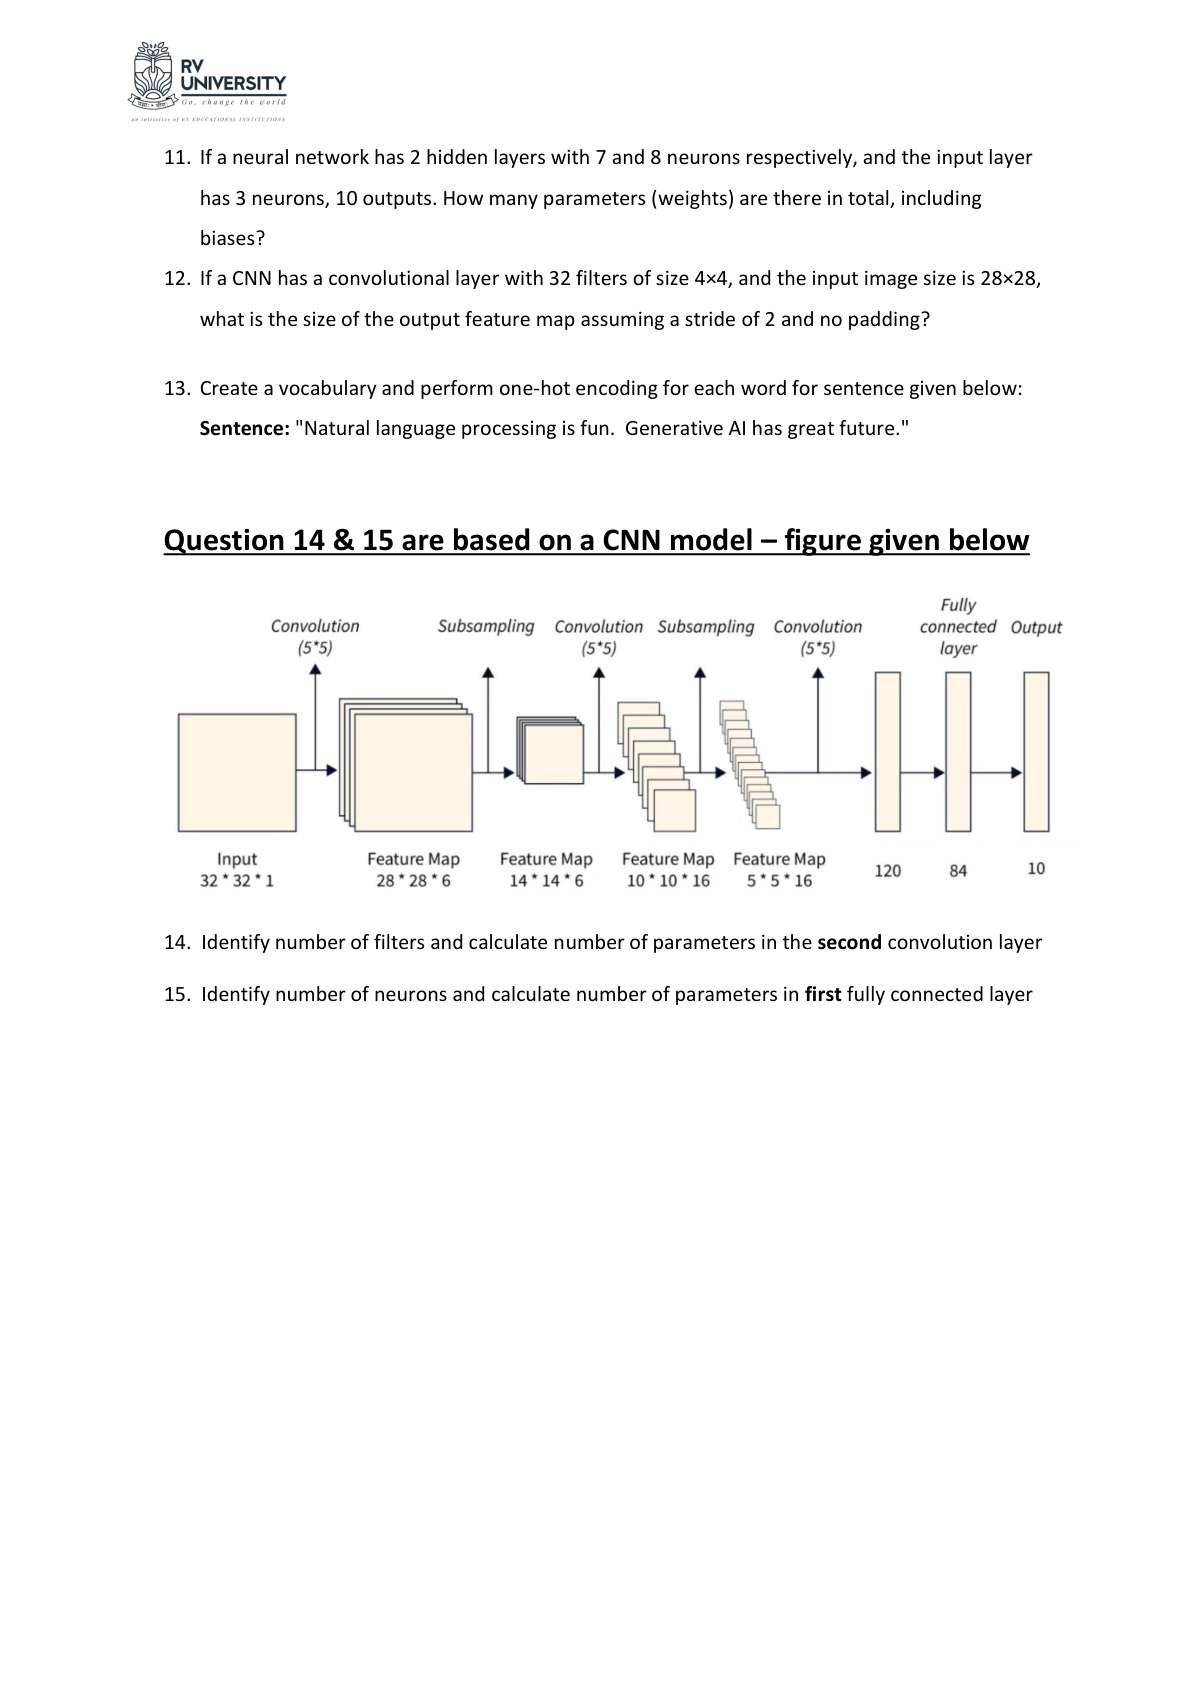 RV
UNIVERSITY
Go, change the world
an initiative of RV EDUCATIONAL INSTITUTIONS
11. If a neural network has 2 hidden layers with 7 and 8 neurons respectively, and the input layer
has 3 neurons, 10 outputs. How many parameters (weights) are there in total, including
biases?
12. If a CNN has a convolutional layer with 32 filters of size 4×4, and the input image size is 28×28,
what is the size of the output feature map assuming a stride of 2 and no padding?
13. Create a vocabulary and perform one-hot encoding for each word for sentence given below:
Sentence: "Natural language processing is fun.  Generative AI has great future."
Question 14 & 15 are based on a CNN model – figure given below
Convolution
(5*5)
Subsampling
Convolution
(5*5)
Subsampling
Convolution
(5*5)
Fully
connected
layer
Output
Input
32 * 32 * 1
Feature Map
28 * 28 * 6
Feature Map
14 * 14 * 6
Feature Map
10 * 10 * 16
Feature Map
5 * 5 * 16
120
84
10
14. Identify number of filters and calculate number of parameters in the second convolution layer
15. Identify number of neurons and calculate number of parameters in first fully connected layer